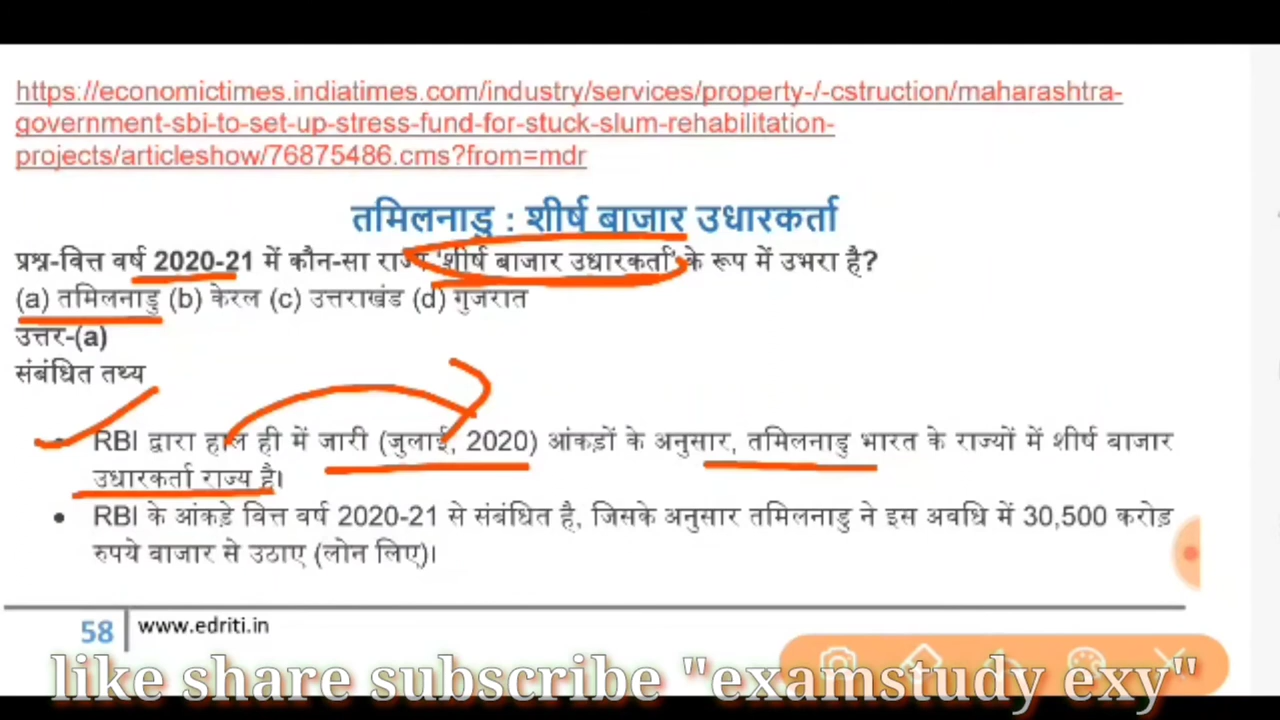 https://economictimes.indiatimes.com/industry/services/property-/-cstruction/maharashtra-
government-sbi-to-set-up-stress-fund-for-stuck-slum-rehabilitation-
projects/articleshow/76875486.cms?from=mdr
तमिलनाडु : शीर्ष बाजार उधारकर्ता
प्रश्न-वित्त वर्ष 2020-21 में कौन-सा राज्य 'शीर्ष बाजार उधारकर्ता' के रूप में उभरा है?
(a) तमिलनाडु (b) केरल (c) उत्तराखंड (d) गुजरात
उत्तर-(a)
संबंधित तथ्य
RBI द्वारा हाल ही में जारी (जुलाई, 2020) आंकड़ों के अनुसार, तमिलनाडु भारत के राज्यों में शीर्ष बाजार
उधारकर्ता राज्य है।
• RBI के आंकड़े वित्त वर्ष 2020-21 से संबंधित है, जिसके अनुसार तमिलनाडु ने इस अवधि में 30,500 करोड़
रुपये बाजार से उठाए (लोन लिए)।
58 www.edriti.in
like share subscribe "examstudy exy"